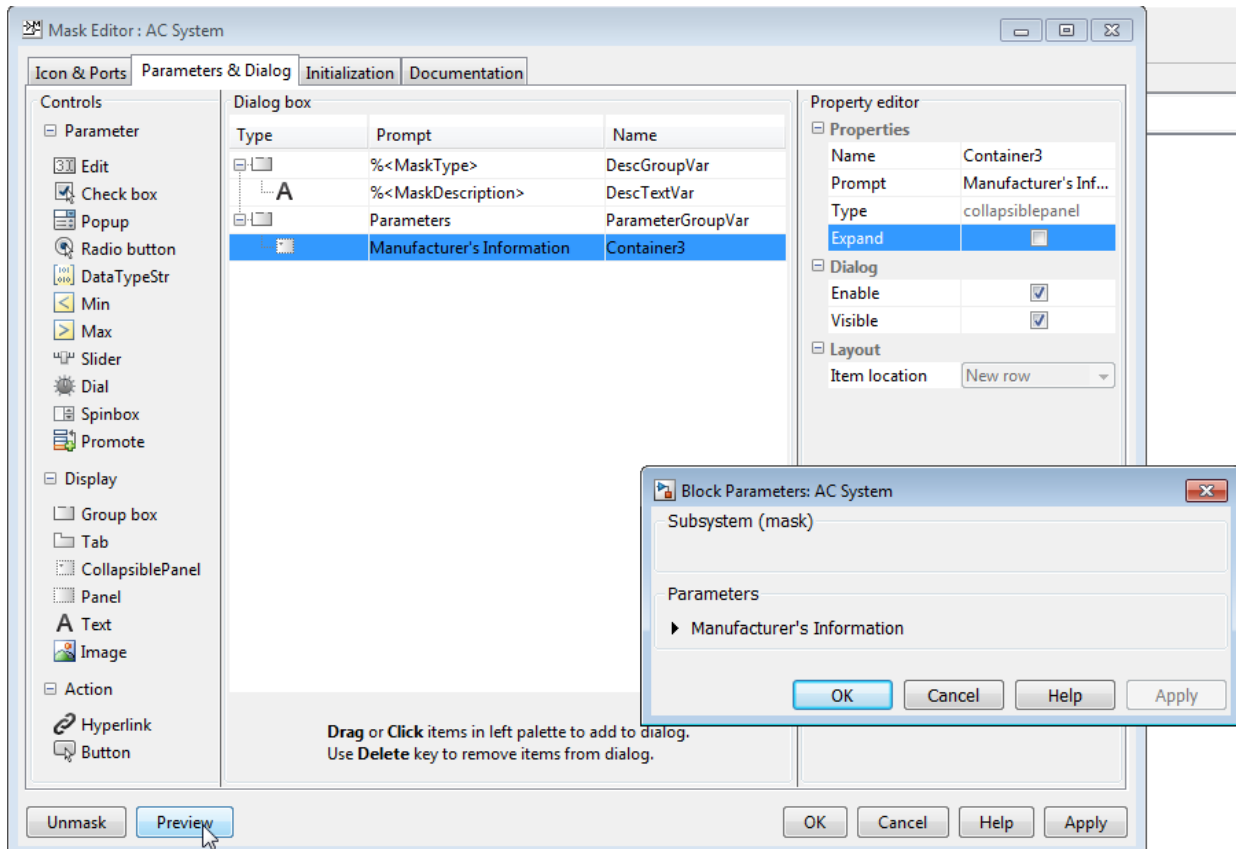 Mask Editor : AC System
Icon & Ports Parameters & Dialog Initialization Documentation
Controls
Parameter
Edit
Check box
Popup
Radio button
DataTypeStr
Min
Max
Slider
Dial
Spinbox
Promote
Display
Group box
Tab
CollapsiblePanel
Panel
Text
Image
Action
Hyperlink
Button
Dialog box
Type Prompt Name
%<MaskType> DescGroupVar
A %<MaskDescription> DescTextVar
Parameters ParameterGroupVar
Manufacturer's Information Container3
Drag or Click items in left palette to add to dialog.
Use Delete key to remove items from dialog.
Property editor
Properties
Name Container3
Prompt Manufacturer's Inf...
Type collapsiblepanel
Expand
Dialog
Enable
Visible
Layout
Item location New row
Block Parameters: AC System
Subsystem (mask)
Parameters
Manufacturer's Information
OK Cancel Help Apply
Unmask Preview OK Cancel Help Apply